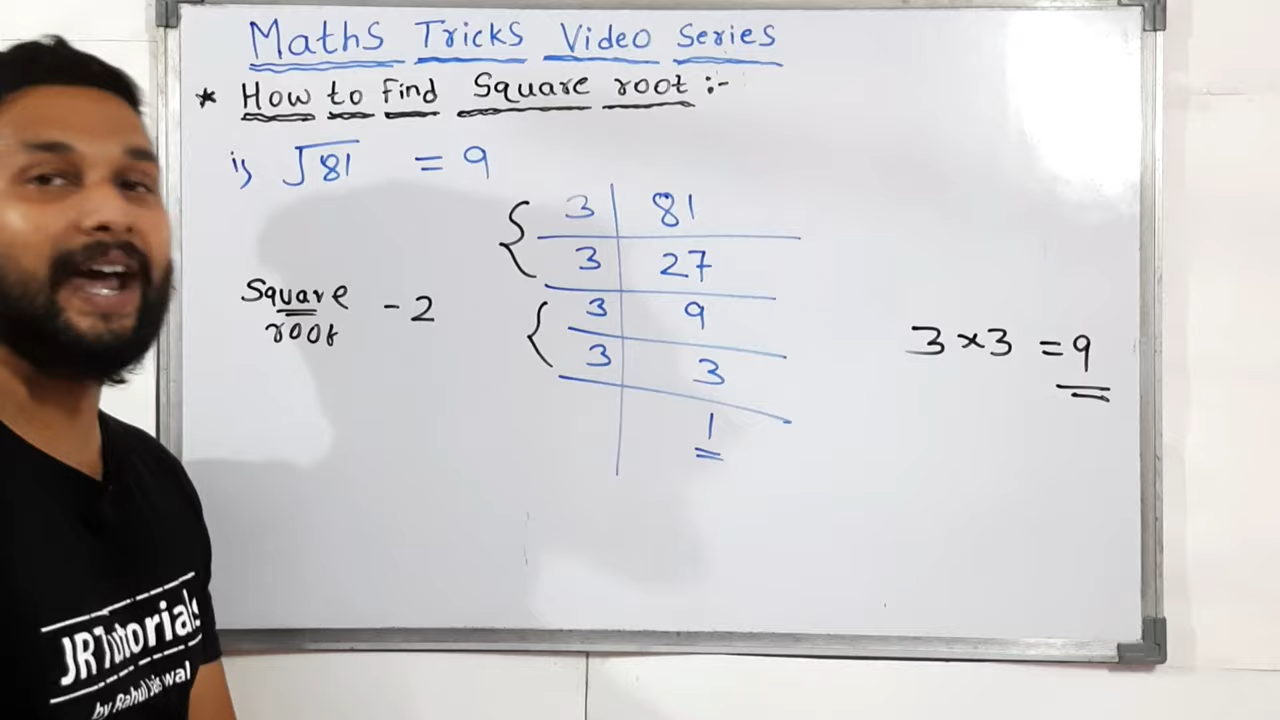 Maths Tricks Video Series
* How to find Square root :-
i) √81 = 9
3 | 81
3 | 27
3 | 9
3 | 3
1
Square root - 2
3 × 3 = 9
JR Tutorials
by Rahul Jaiswal